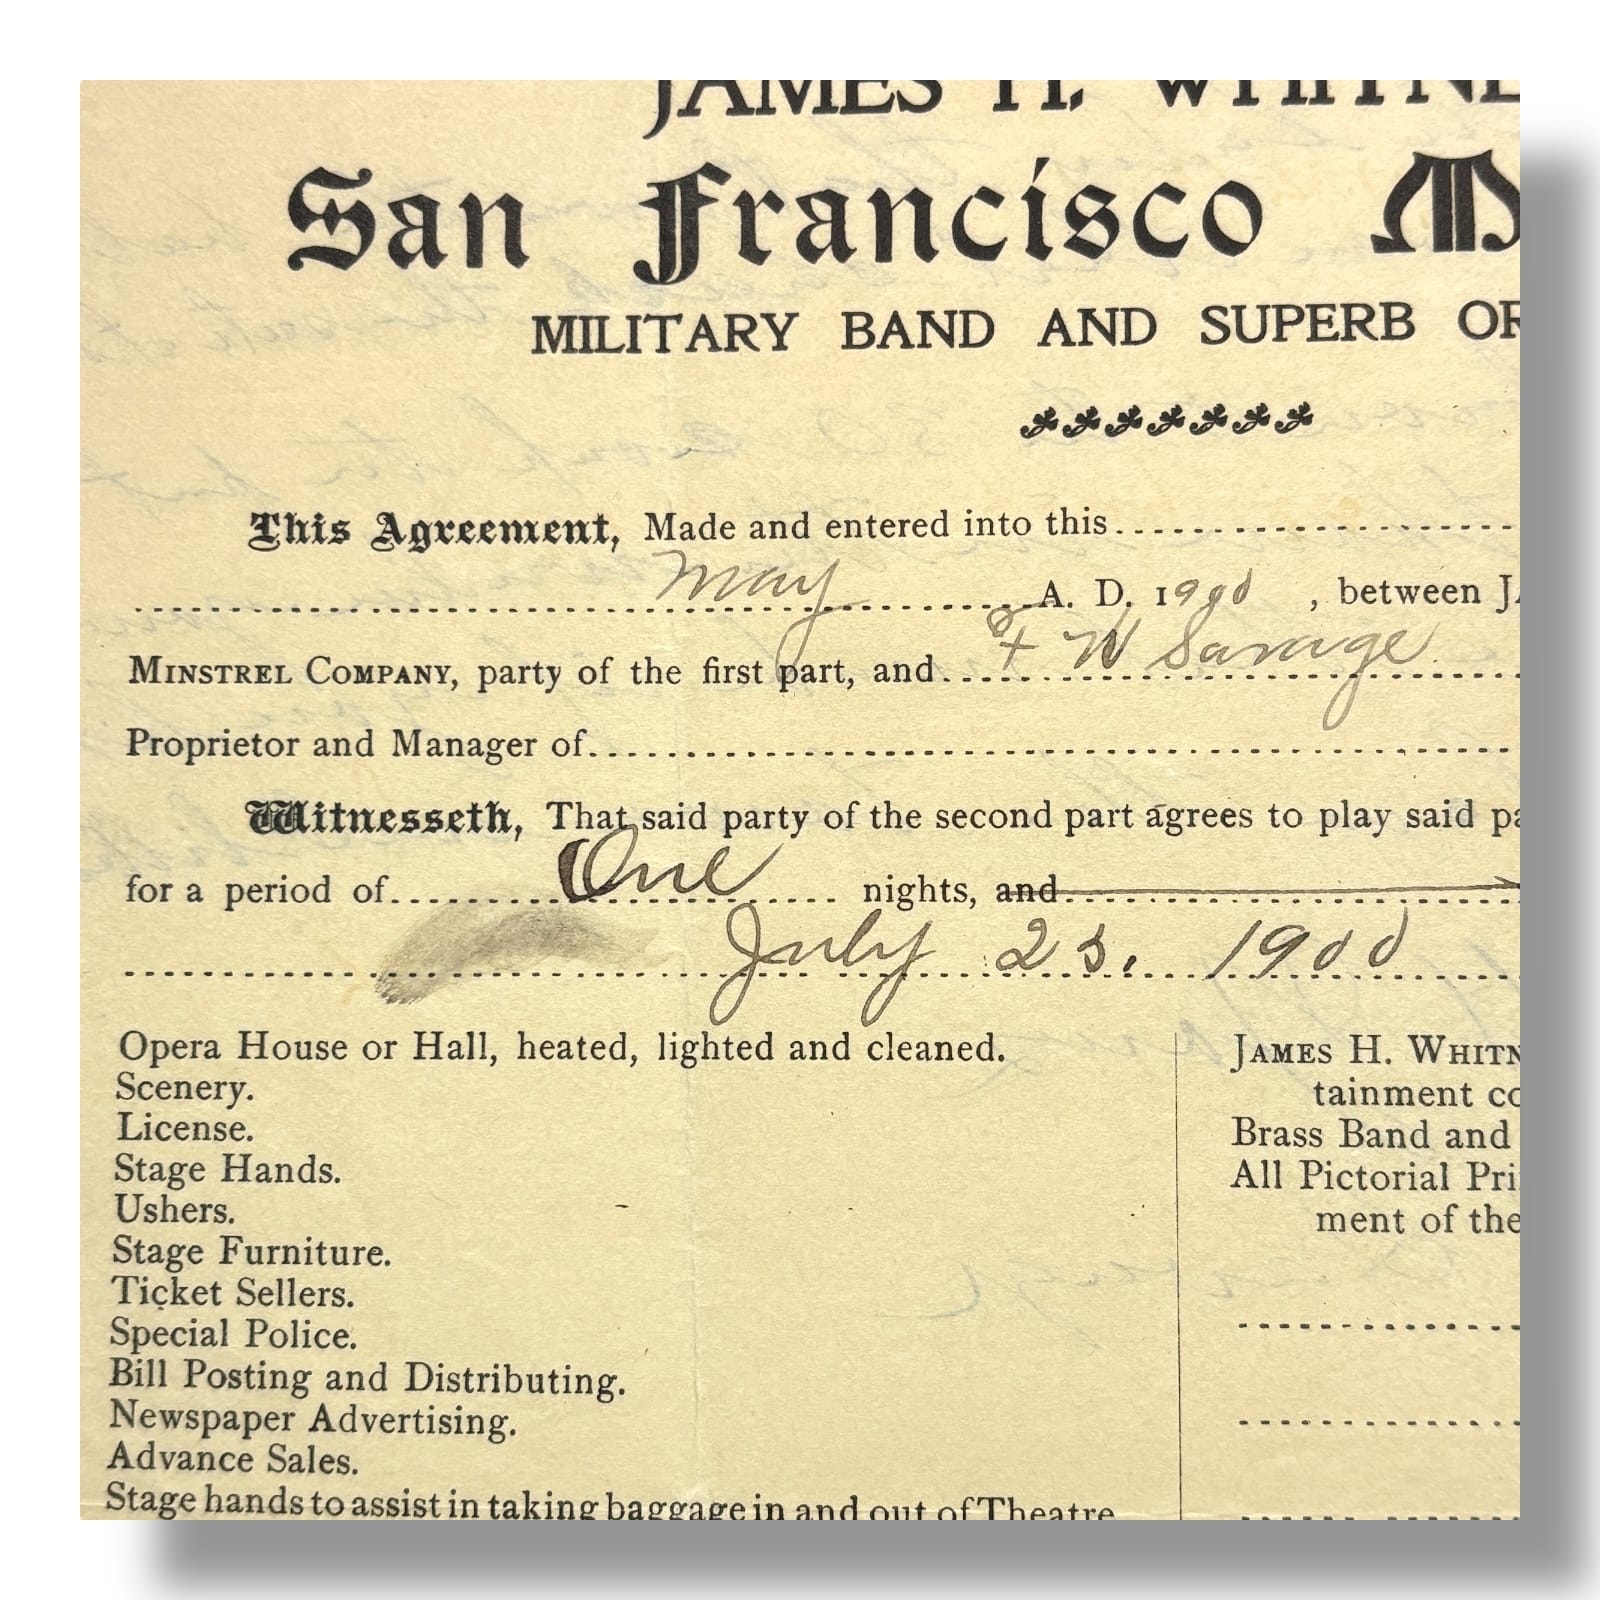 JAMES H. WHITNE
San Francisco M
MILITARY BAND AND SUPERB OR
This Agreement, Made and entered into this
May A. D. 1900, between JA
MINSTREL COMPANY, party of the first part, and F W Savage
Proprietor and Manager of
Witnesseth, That said party of the second part agrees to play said pa
for a period of One nights, and
July 23, 1900
Opera House or Hall, heated, lighted and cleaned.
Scenery.
License.
Stage Hands.
Ushers.
Stage Furniture.
Ticket Sellers.
Special Police.
Bill Posting and Distributing.
Newspaper Advertising.
Advance Sales.
Stage hands to assist in taking baggage in and out of Theatre
JAMES H. WHITN
tainment co
Brass Band and
All Pictorial Pri
ment of the